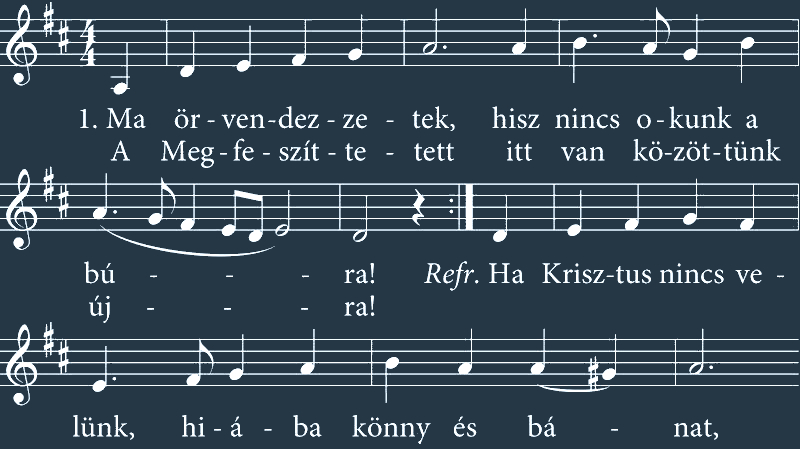 1. Ma ör - ven-dez - ze - tek, hisz nincs o-kunk a
A Meg-fe - szít - te - tett itt van kö-zöt-tünk
bú - - - ra! Refr. Ha Krisz-tus nincs ve -
új - - - ra!
lünk, hi - á - ba könny és bá - nat,